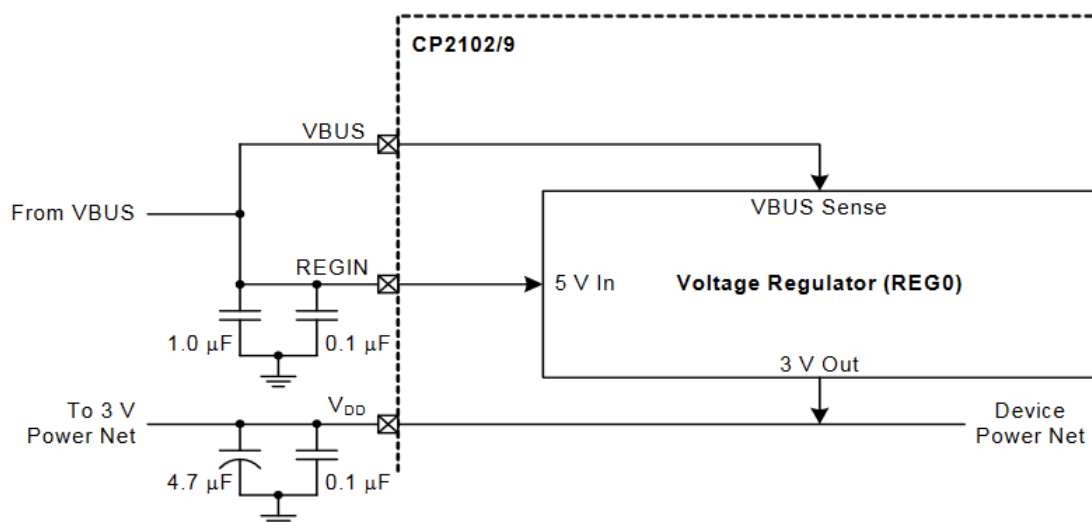 CP2102/9
VBUS
From VBUS
VBUS Sense
REGIN
5 V In
Voltage Regulator (REG0)
1.0 μF
0.1 μF
3 V Out
To 3 V
Power Net
VDD
Device
Power Net
4.7 μF
0.1 μF